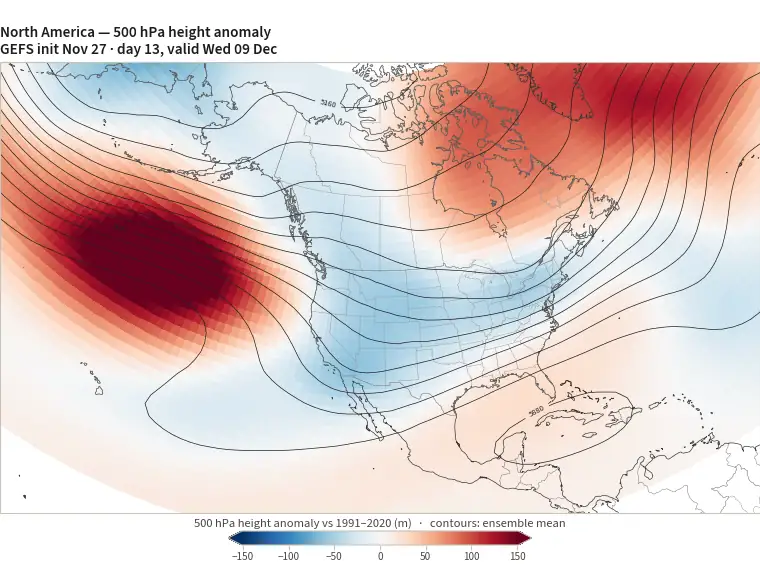 North America — 500 hPa height anomaly
GEFS init Nov 27 · day 13, valid Wed 09 Dec
5160
5880
500 hPa height anomaly vs 1991–2020 (m) · contours: ensemble mean
−150 −100 −50 0 50 100 150